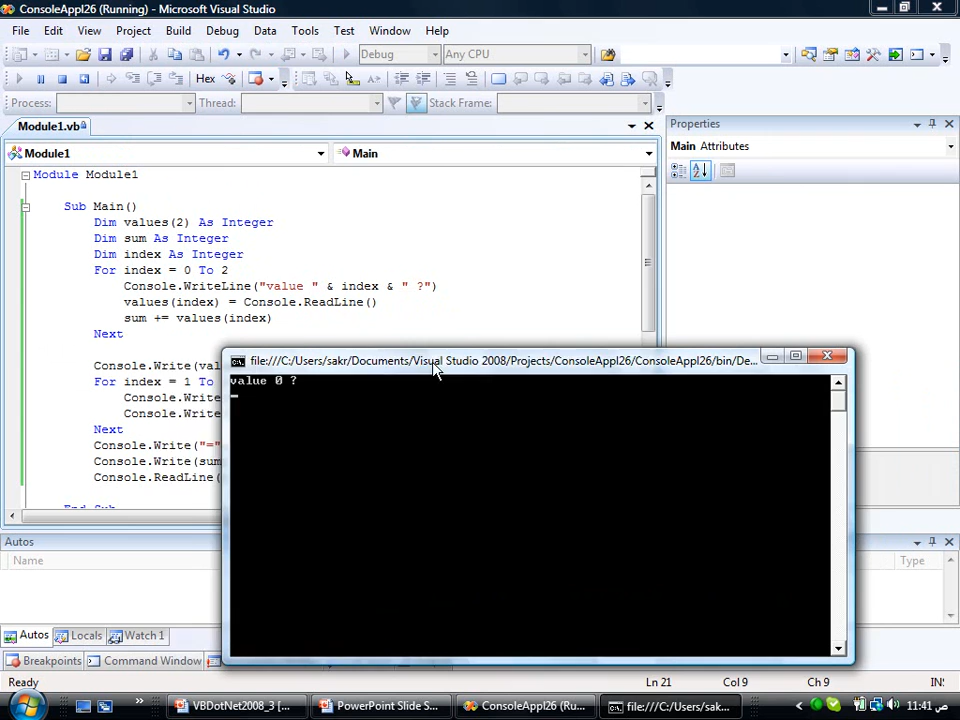 ConsoleAppl26 (Running) - Microsoft Visual Studio
File Edit View Project Build Debug Data Tools Test Window Help
Debug Any CPU
Hex
Process: Thread: Stack Frame:
Module1.vb
Properties
Module1 Main
Main Attributes
Module Module1
Sub Main()
Dim values(2) As Integer
Dim sum As Integer
Dim index As Integer
For index = 0 To 2
Console.WriteLine("value " & index & " ?")
values(index) = Console.ReadLine()
sum += values(index)
Next
file:///C:/Users/sakr/Documents/Visual Studio 2008/Projects/ConsoleAppl26/ConsoleAppl26/bin/De...
Console.Write(val
For index = 1 To
Console.Write
Console.Write
Next
Console.Write("="
Console.Write(sum
Console.ReadLine(
End Sub
value 0 ?
Autos
Name Type
Autos Locals Watch 1
Breakpoints Command Window
Ready Ln 21 Col 9 Ch 9 INS
VBDotNet2008_3 [... PowerPoint Slide S... ConsoleAppl26 (Ru... file:///C:/Users/sak... 11:41 ص